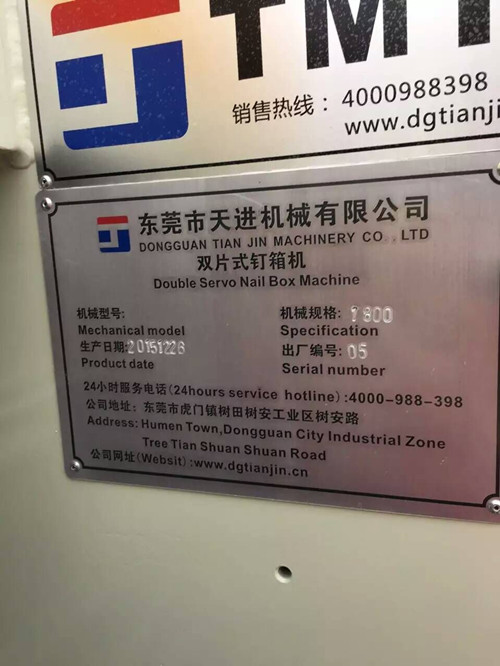 TMT
销售热线：4000988398
www.dgtianji
东莞市天进机械有限公司
DONGGUAN TIAN JIN MACHINERY CO., LTD
双片式钉箱机
Double Servo Nail Box Machine
机械型号: 机械规格: 7800
Mechanical model Specification
生产日期: 20151226 出厂编号: 05
Product date Serial number
24小时服务电话(24hours service hotline):4000-988-398
公司地址: 东莞市虎门镇树田树安工业区树安路
Address: Humen Town,Dongguan City Industrial Zone
Tree Tian Shuan Shuan Road
公司网址(Websit):www.dgtianjin.cn